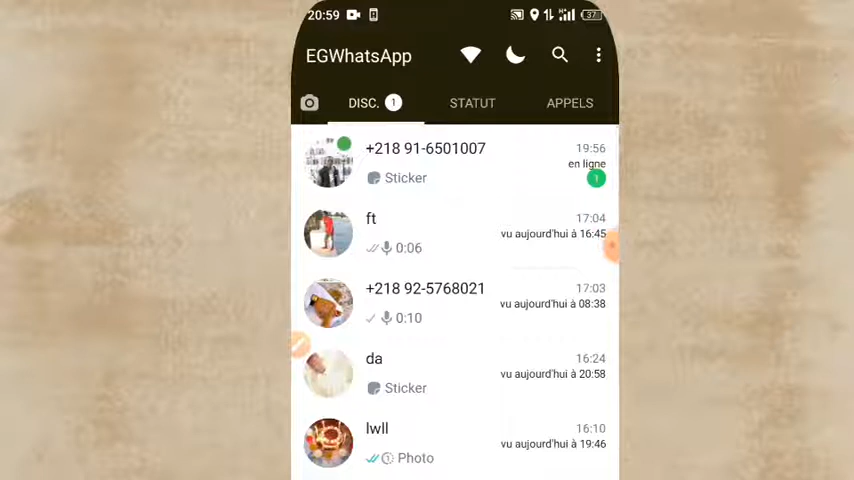 20:59
37
EGWhatsApp
DISC. 1
STATUT
APPELS
+218 91-6501007
19:56
en ligne
Sticker
1
ft
17:04
vu aujourd'hui à 16:45
0:06
+218 92-5768021
17:03
vu aujourd'hui à 08:38
0:10
da
16:24
vu aujourd'hui à 20:58
Sticker
lwll
16:10
vu aujourd'hui à 19:46
Photo